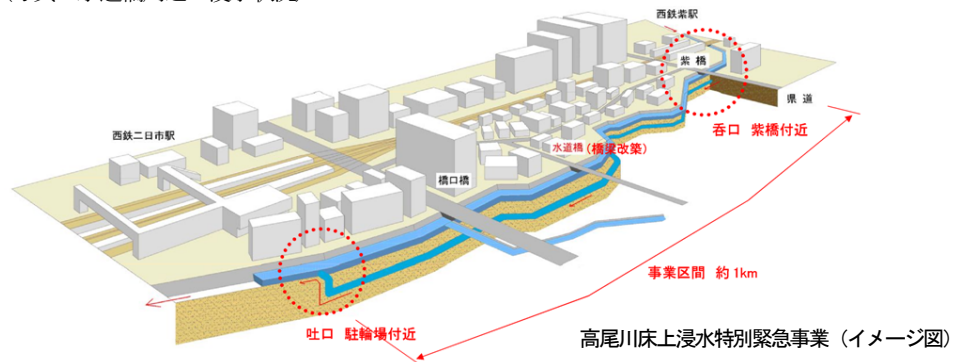 西鉄紫駅
紫 橋
県 道
呑口 紫橋付近
西鉄二日市駅
水道橋(橋梁改築)
橋口橋
事業区間 約1km
吐口 駐輪場付近
高尾川床上浸水特別緊急事業(イメージ図)